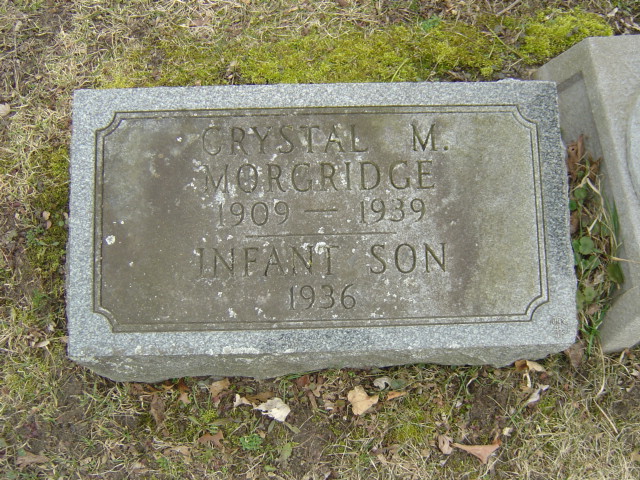 CRYSTAL M.
MORGRIDGE
1909 — 1939
INFANT SON
1936